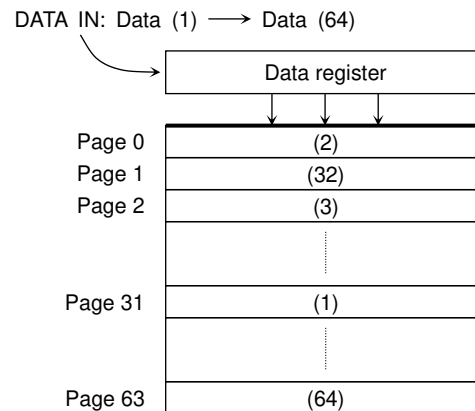 DATA IN: Data (1) ⟶ Data (64)
Data register
Page 0 (2)
Page 1 (32)
Page 2 (3)
Page 31 (1)
Page 63 (64)